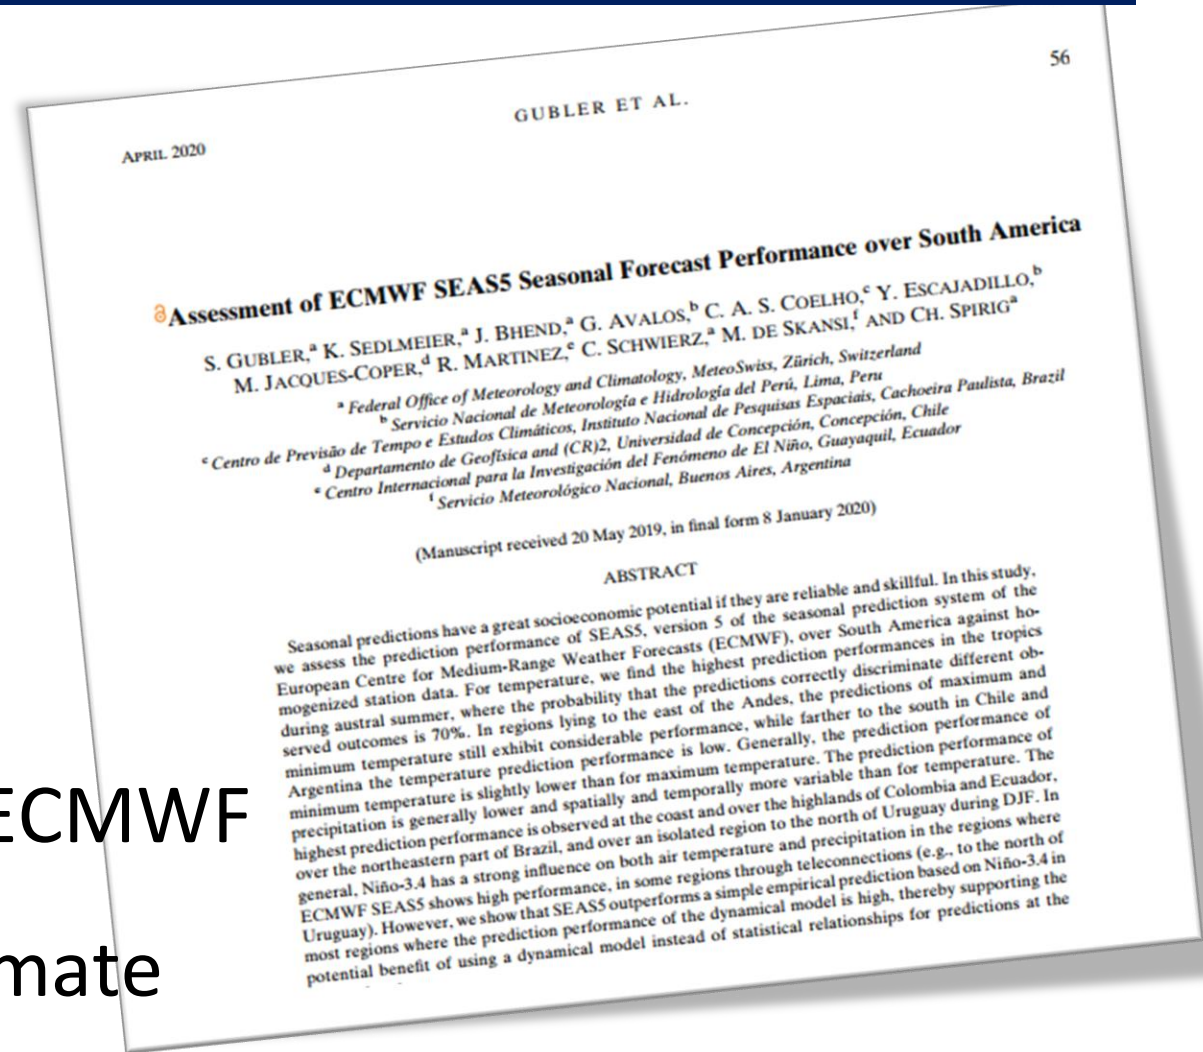 56
GUBLER ET AL.
APRIL 2020
Assessment of ECMWF SEAS5 Seasonal Forecast Performance over South America
S. GUBLER,ᵃ K. SEDLMEIER,ᵃ J. BHEND,ᵃ G. AVALOS,ᵇ C. A. S. COELHO,ᶜ Y. ESCAJADILLO,ᵇ
M. JACQUES-COPER,ᵈ R. MARTINEZ,ᵉ C. SCHWIERZ,ᵃ M. DE SKANSI,ᶠ AND CH. SPIRIGᵃ
ᵃ Federal Office of Meteorology and Climatology, MeteoSwiss, Zürich, Switzerland
ᵇ Servicio Nacional de Meteorología e Hidrología del Perú, Lima, Peru
ᶜ Centro de Previsão de Tempo e Estudos Climáticos, Instituto Nacional de Pesquisas Espaciais, Cachoeira Paulista, Brazil
ᵈ Departamento de Geofísica and (CR)2, Universidad de Concepción, Concepción, Chile
ᵉ Centro Internacional para la Investigación del Fenómeno de El Niño, Guayaquil, Ecuador
ᶠ Servicio Meteorológico Nacional, Buenos Aires, Argentina
(Manuscript received 20 May 2019, in final form 8 January 2020)
ABSTRACT
Seasonal predictions have a great socioeconomic potential if they are reliable and skillful. In this study,
we assess the prediction performance of SEAS5, version 5 of the seasonal prediction system of the
European Centre for Medium-Range Weather Forecasts (ECMWF), over South America against ho-
mogenized station data. For temperature, we find the highest prediction performances in the tropics
during austral summer, where the probability that the predictions correctly discriminate different ob-
served outcomes is 70%. In regions lying to the east of the Andes, the predictions of maximum and
minimum temperature still exhibit considerable performance, while farther to the south in Chile and
Argentina the temperature prediction performance is low. Generally, the prediction performance of
minimum temperature is slightly lower than for maximum temperature. The prediction performance of
precipitation is generally lower and spatially and temporally more variable than for temperature. The
highest prediction performance is observed at the coast and over the highlands of Colombia and Ecuador,
over the northeastern part of Brazil, and over an isolated region to the north of Uruguay during DJF. In
general, Niño-3.4 has a strong influence on both air temperature and precipitation in the regions where
ECMWF SEAS5 shows high performance, in some regions through teleconnections (e.g., to the north of
Uruguay). However, we show that SEAS5 outperforms a simple empirical prediction based on Niño-3.4 in
most regions where the prediction performance of the dynamical model is high, thereby supporting the
potential benefit of using a dynamical model instead of statistical relationships for predictions at the
ECMWF
mate